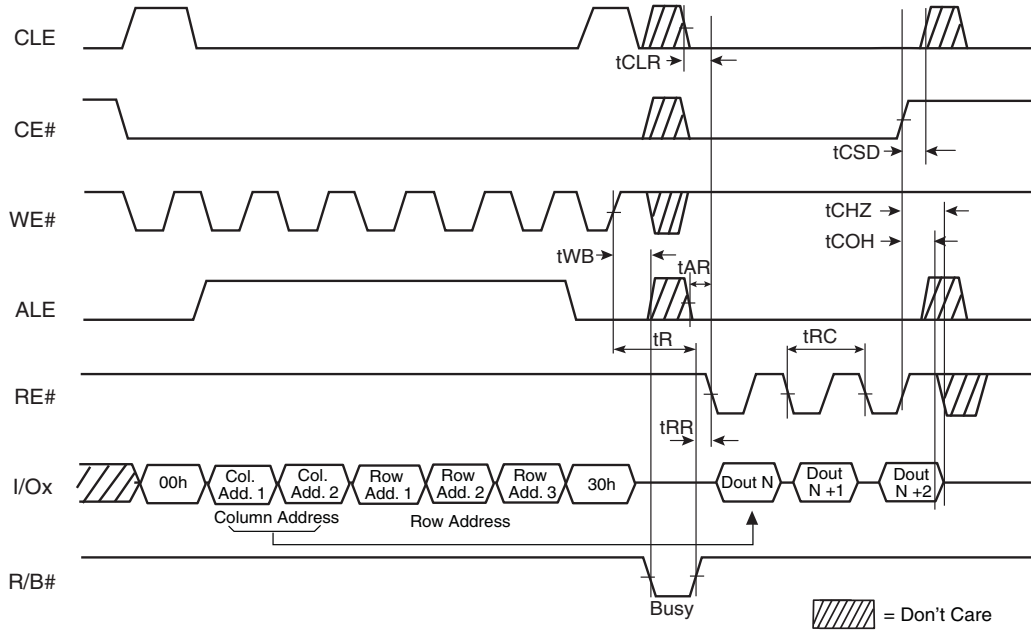 CLE
tCLR
CE#
tCSD
WE#
tCHZ
tCOH
tWB
tAR
ALE
tR
tRC
RE#
tRR
I/Ox
00h
Col. Add. 1
Col. Add. 2
Row Add. 1
Row Add. 2
Row Add. 3
30h
Dout N
Dout N +1
Dout N +2
Column Address
Row Address
R/B#
Busy
= Don't Care